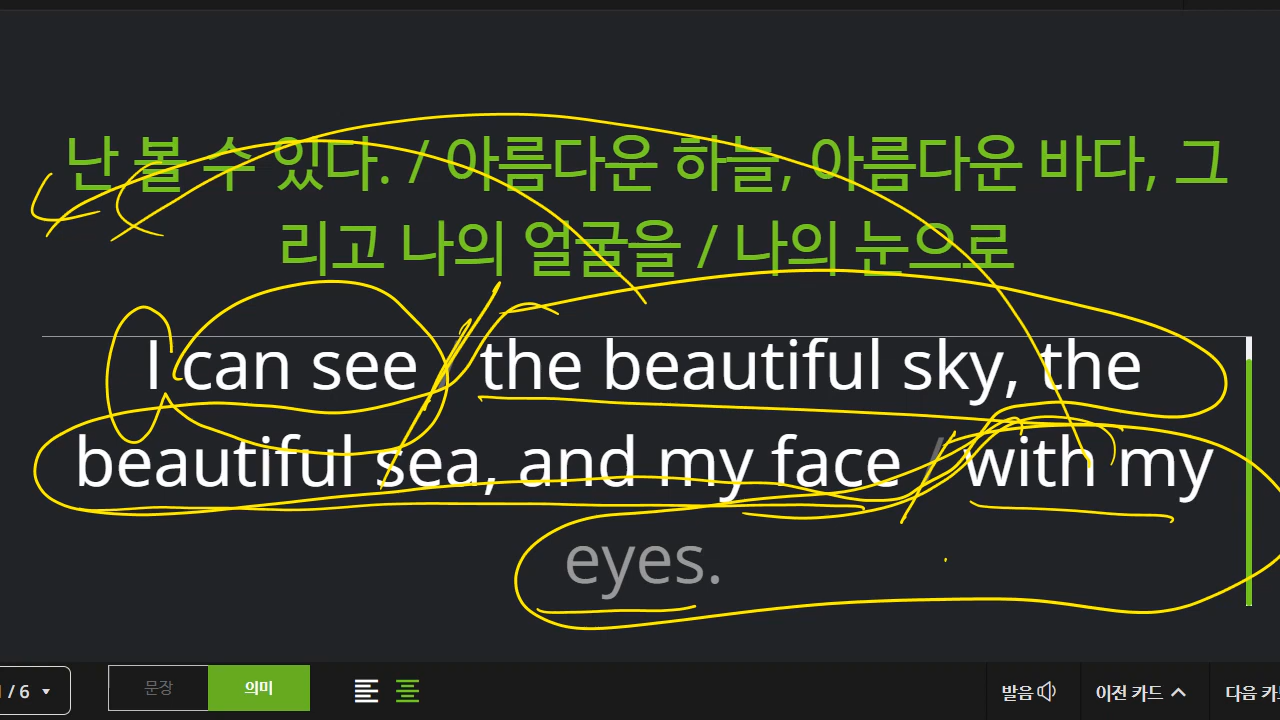 난 볼 수 있다. / 아름다운 하늘, 아름다운 바다, 그
리고 나의 얼굴을 / 나의 눈으로
I can see / the beautiful sky, the
beautiful sea, and my face / with my
eyes.
/ 6
문장
의미
발음
이전 카드
다음